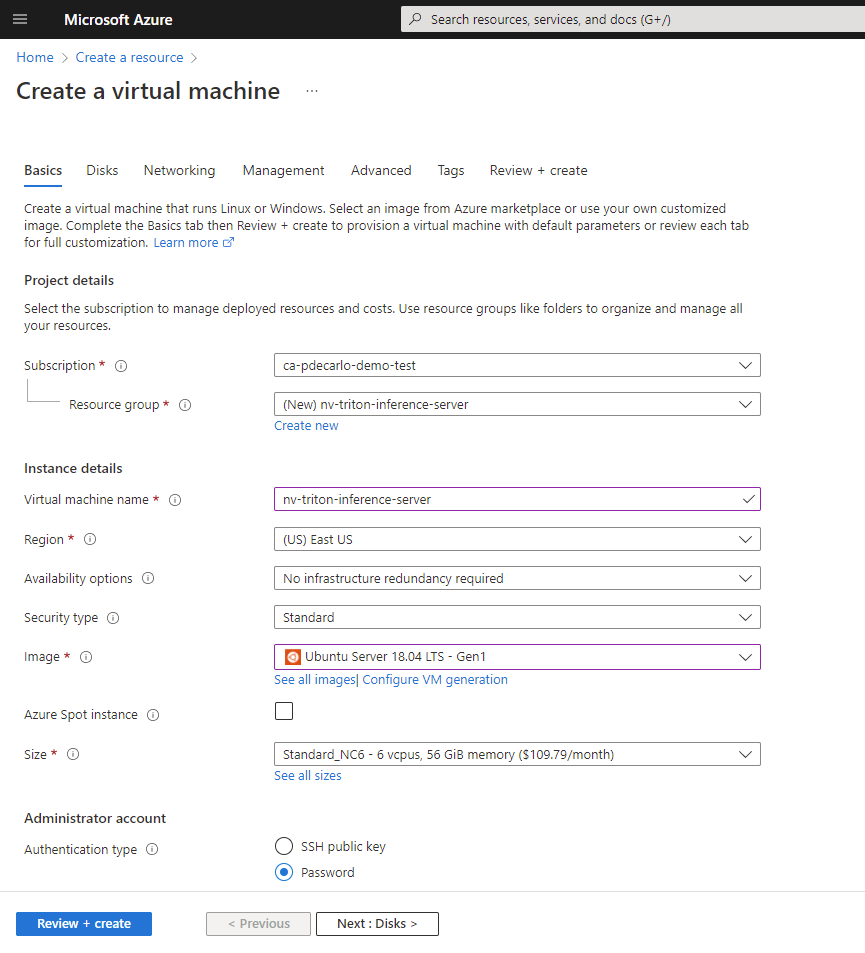 Microsoft Azure
Search resources, services, and docs (G+/)
Home > Create a resource >
Create a virtual machine ...
Basics Disks Networking Management Advanced Tags Review + create
Create a virtual machine that runs Linux or Windows. Select an image from Azure marketplace or use your own customized
image. Complete the Basics tab then Review + create to provision a virtual machine with default parameters or review each tab
for full customization. Learn more
Project details
Select the subscription to manage deployed resources and costs. Use resource groups like folders to organize and manage all
your resources.
Subscription * ca-pdecarlo-demo-test
Resource group * (New) nv-triton-inference-server
Create new
Instance details
Virtual machine name * nv-triton-inference-server
Region * (US) East US
Availability options No infrastructure redundancy required
Security type Standard
Image * Ubuntu Server 18.04 LTS - Gen1
See all images| Configure VM generation
Azure Spot instance
Size * Standard_NC6 - 6 vcpus, 56 GiB memory ($109.79/month)
See all sizes
Administrator account
Authentication type SSH public key
Password
Review + create < Previous Next : Disks >